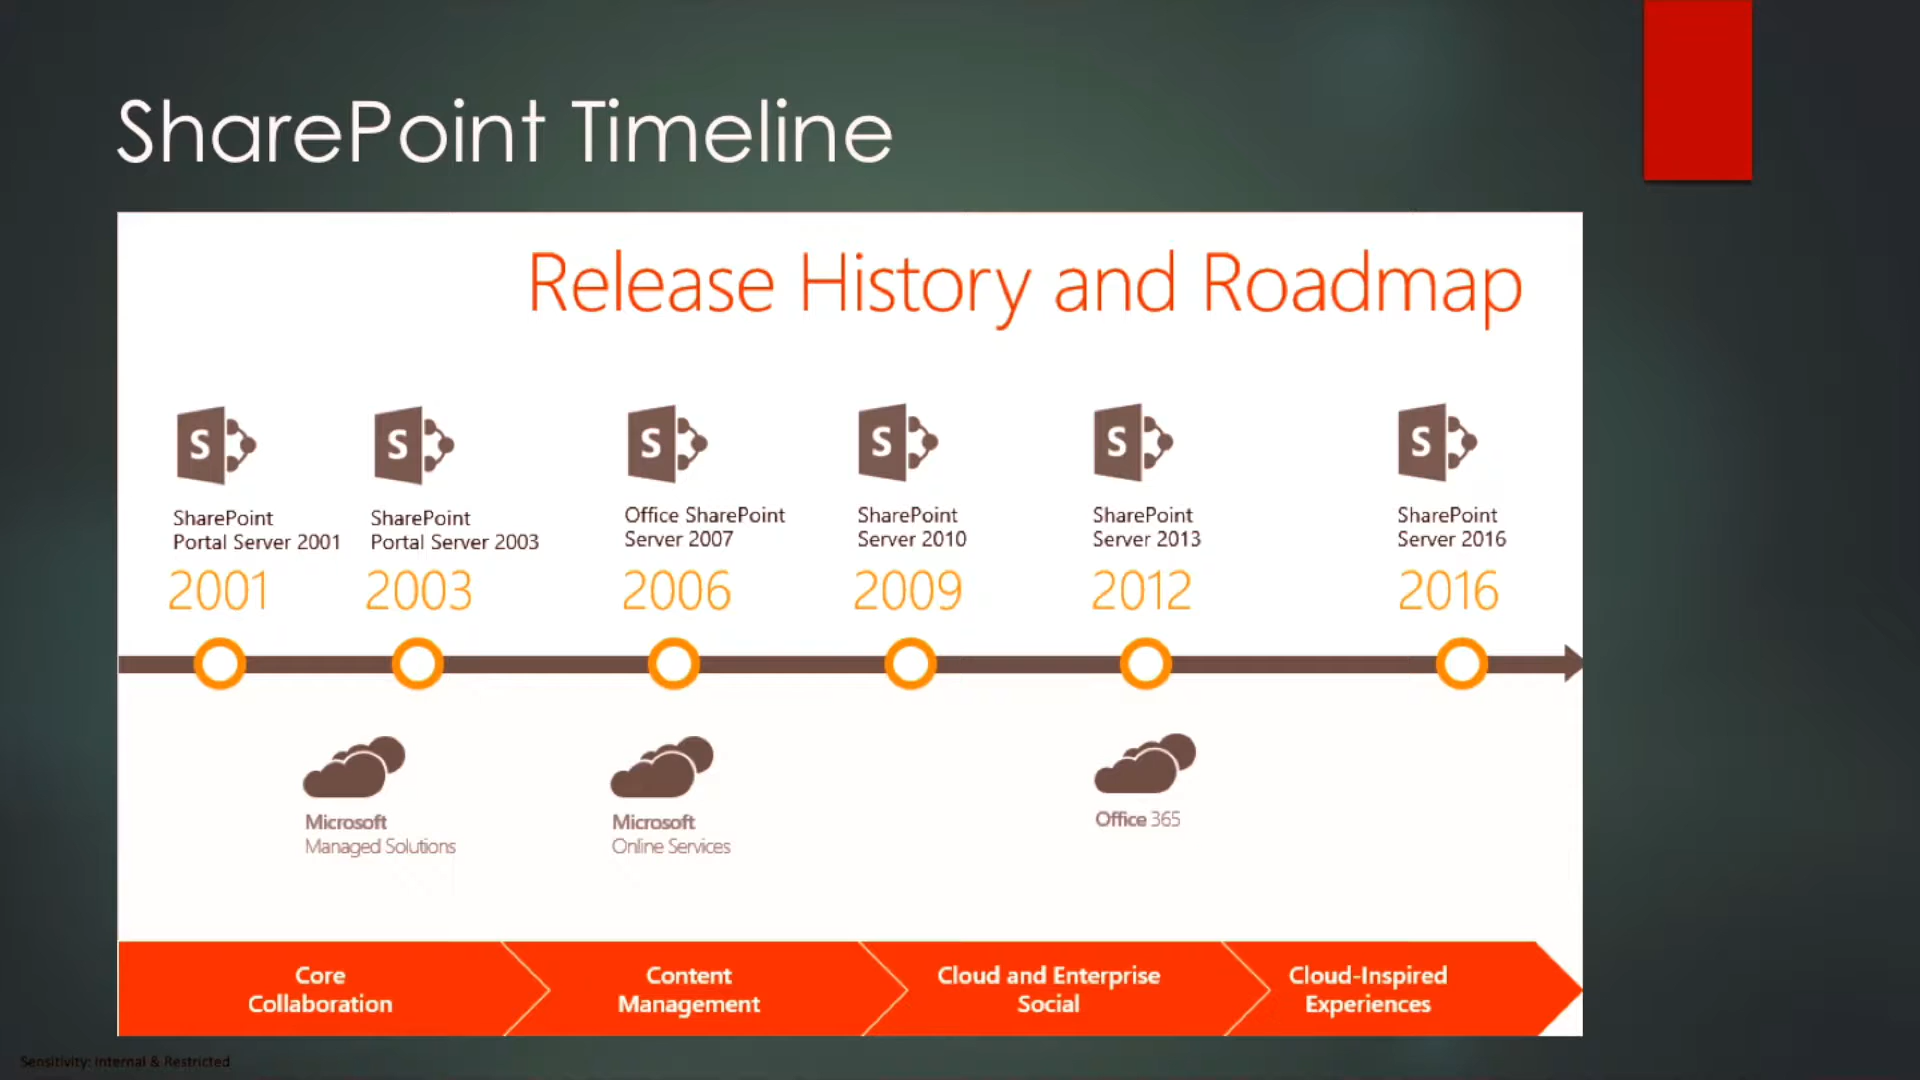 SharePoint Timeline
Release History and Roadmap
S
S
S
S
S
S
SharePoint
Portal Server 2001
2001
SharePoint
Portal Server 2003
2003
Office SharePoint
Server 2007
2006
SharePoint
Server 2010
2009
SharePoint
Server 2013
2012
SharePoint
Server 2016
2016
Microsoft
Managed Solutions
Microsoft
Online Services
Office 365
Core
Collaboration
Content
Management
Cloud and Enterprise
Social
Cloud-Inspired
Experiences
Sensitivity: Internal & Restricted